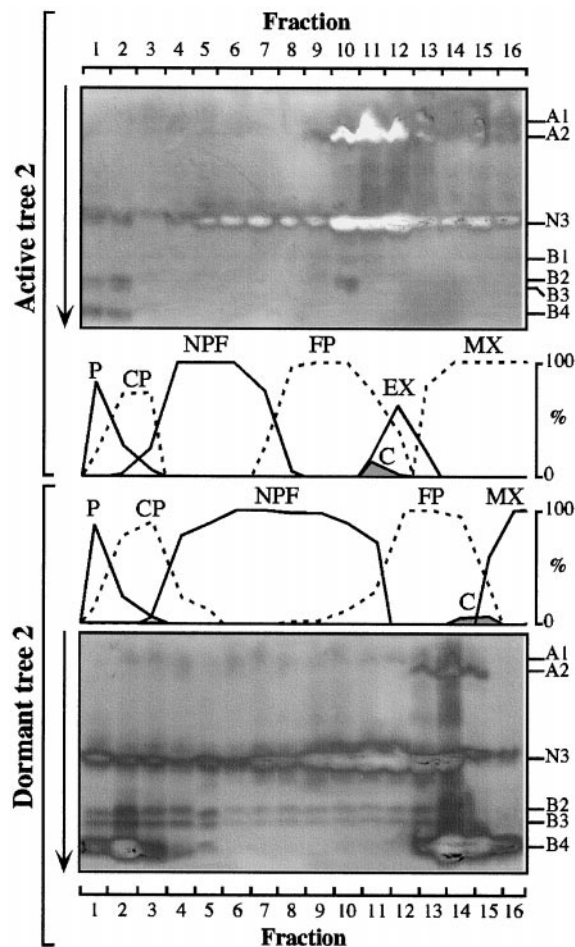 Fraction
1 2 3 4 5 6 7 8 9 10 11 12 13 14 15 16
Active tree 2
A1
A2
N3
B1
B2
B3
B4
P CP NPF FP EX C MX
100
%
0
P CP NPF FP C MX
100
%
0
Dormant tree 2
A1
A2
N3
B2
B3
B4
1 2 3 4 5 6 7 8 9 10 11 12 13 14 15 16
Fraction